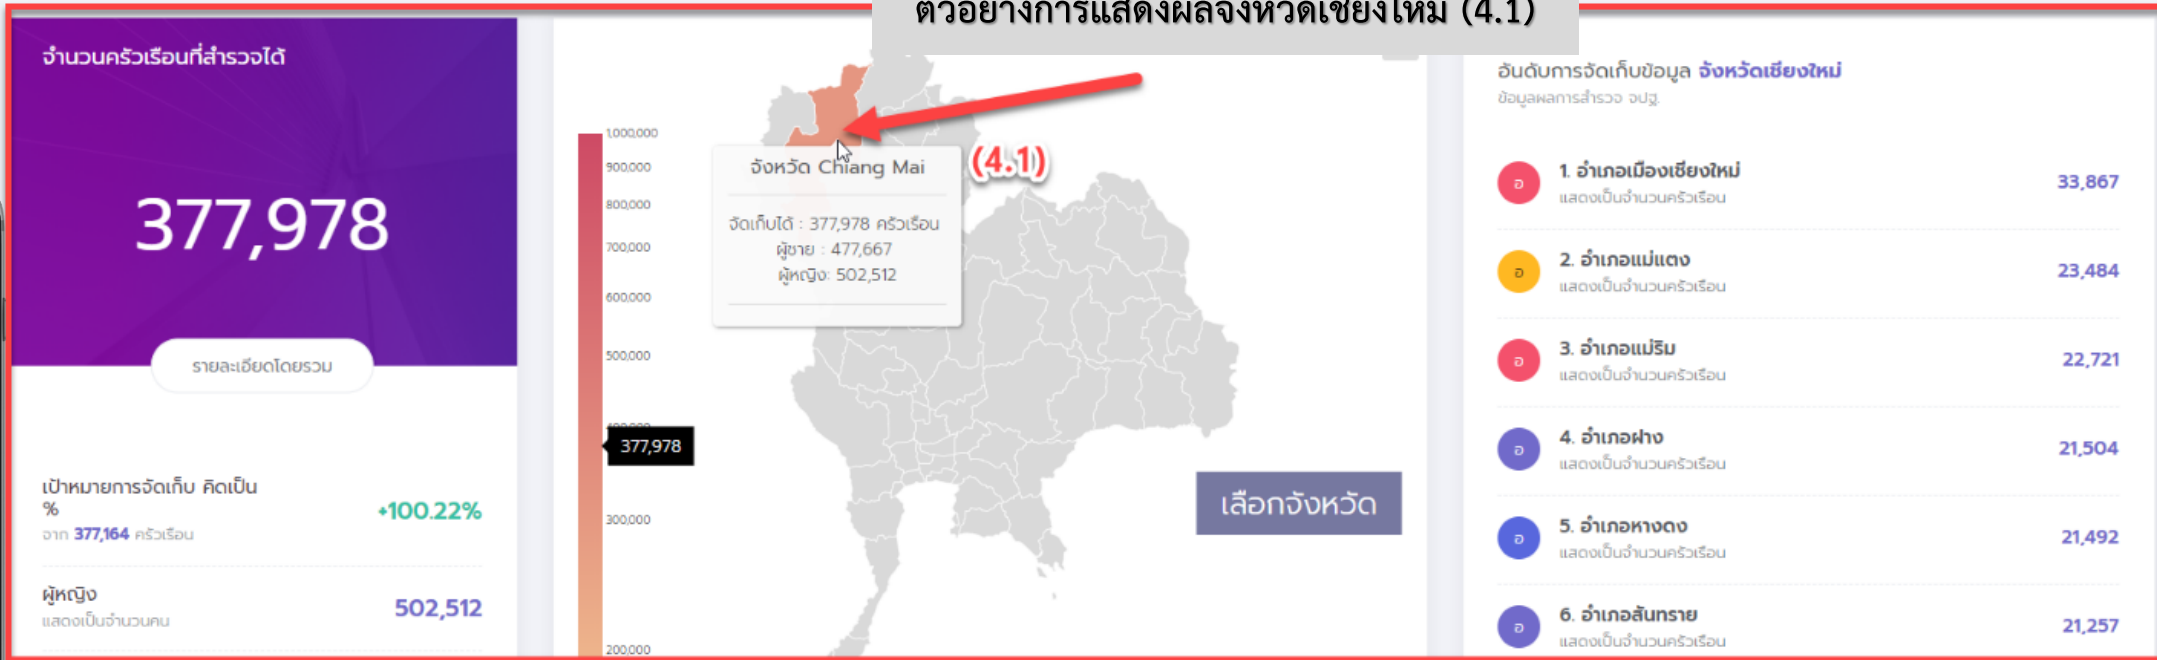 ตัวอย่างการแสดงผลจังหวัดเชียงใหม่ (4.1)
จำนวนครัวเรือนที่สำรวจได้
377,978
รายละเอียดโดยรวม
เป้าหมายการจัดเก็บ คิดเป็น
%
+100.22%
จาก 377,164 ครัวเรือน
ผู้หญิง
502,512
แสดงเป็นจำนวนคน
1,000,000
900,000
800,000
700,000
600,000
500,000
377,978
300,000
200,000
จังหวัด Chiang Mai
(4.1)
จัดเก็บได้ : 377,978 ครัวเรือน
ผู้ชาย : 477,667
ผู้หญิง: 502,512
เลือกจังหวัด
อันดับการจัดเก็บข้อมูล จังหวัดเชียงใหม่
ข้อมูลผลการสำรวจ จปฐ.
อ 1. อำเภอเมืองเชียงใหม่ 33,867
แสดงเป็นจำนวนครัวเรือน
อ 2. อำเภอแม่แตง 23,484
แสดงเป็นจำนวนครัวเรือน
อ 3. อำเภอแม่ริม 22,721
แสดงเป็นจำนวนครัวเรือน
อ 4. อำเภอฝาง 21,504
แสดงเป็นจำนวนครัวเรือน
อ 5. อำเภอหางดง 21,492
แสดงเป็นจำนวนครัวเรือน
อ 6. อำเภอสันทราย 21,257
แสดงเป็นจำนวนครัวเรือน